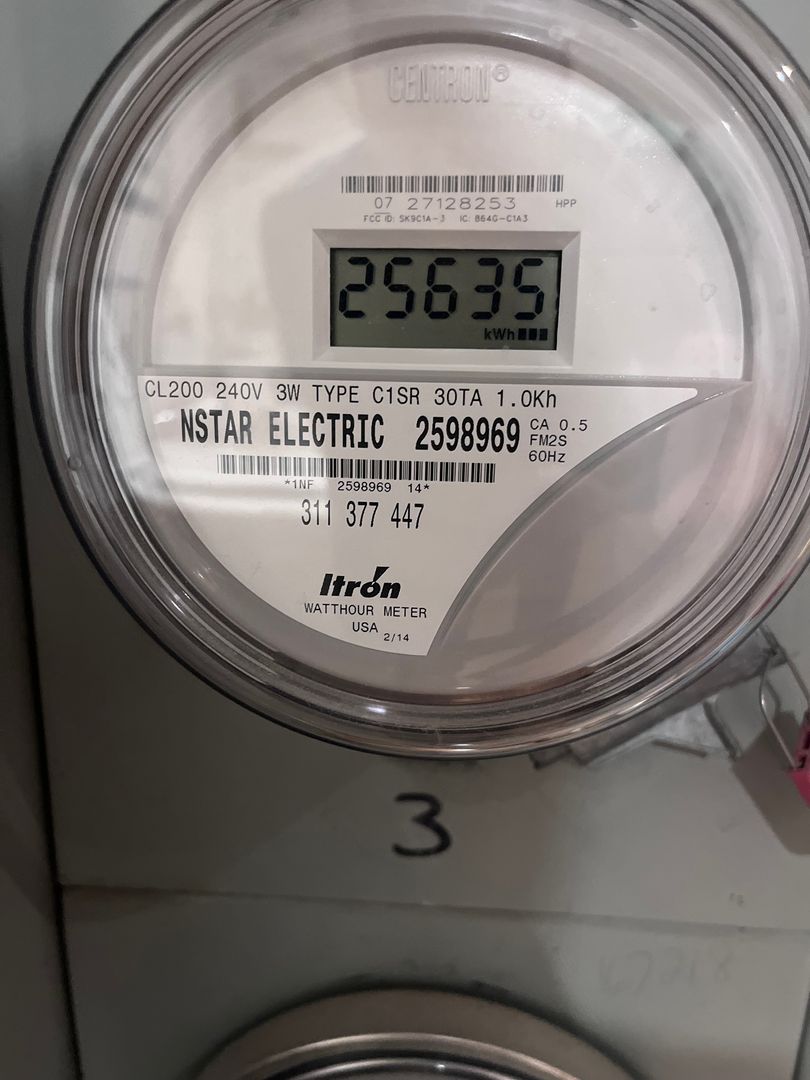 CENTRON®
07 27128253 HPP
FCC ID: SK9C1A-3 IC: 864G-C1A3
25635
kWh
CL200 240V 3W TYPE C1SR 30TA 1.0Kh
NSTAR ELECTRIC 2598969
CA 0.5
FM2S
60Hz
*1NF 2598969 14*
311 377 447
Itrón
WATTHOUR METER
USA 2/14
3